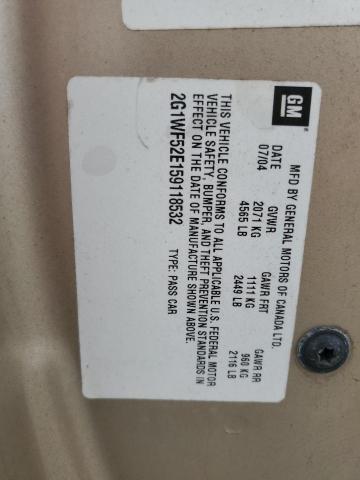 GM
MFD BY GENERAL MOTORS OF CANADA LTD.
DATE GVWR GAWR FRT GAWR RR
07/04 2071 KG 1111 KG 960 KG
4565 LB 2449 LB 2116 LB
THIS VEHICLE CONFORMS TO ALL APPLICABLE U.S. FEDERAL MOTOR
VEHICLE SAFETY, BUMPER, AND THEFT PREVENTION STANDARDS IN
EFFECT ON THE DATE OF MANUFACTURE SHOWN ABOVE.
2G1WF52E159118532 TYPE: PASS CAR